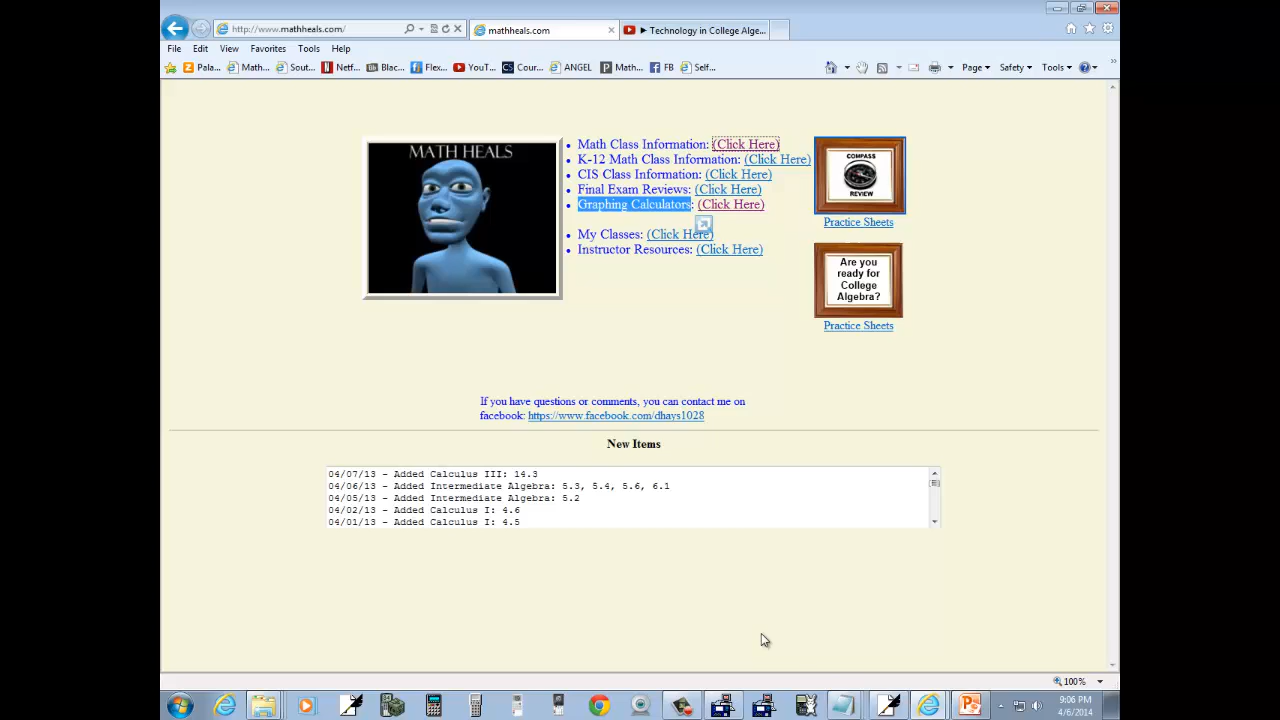 http://www.mathheals.com/
mathheals.com
Technology in College Alge...
File Edit View Favorites Tools Help
Pala... Math... Sout... Netf... Blac... Flex... YouT... Cour... ANGEL Math... FB Self...
Page Safety Tools
MATH HEALS
Math Class Information: (Click Here)
K-12 Math Class Information: (Click Here)
CIS Class Information: (Click Here)
Final Exam Reviews: (Click Here)
Graphing Calculators: (Click Here)
My Classes: (Click Here)
Instructor Resources: (Click Here)
COMPASS
REVIEW
Practice Sheets
Are you
ready for
College
Algebra?
Practice Sheets
If you have questions or comments, you can contact me on
facebook: https://www.facebook.com/dhays1028
New Items
04/07/13 - Added Calculus III: 14.3
04/06/13 - Added Intermediate Algebra: 5.3, 5.4, 5.6, 6.1
04/05/13 - Added Intermediate Algebra: 5.2
04/02/13 - Added Calculus I: 4.6
04/01/13 - Added Calculus I: 4.5
100%
9:06 PM
4/6/2014